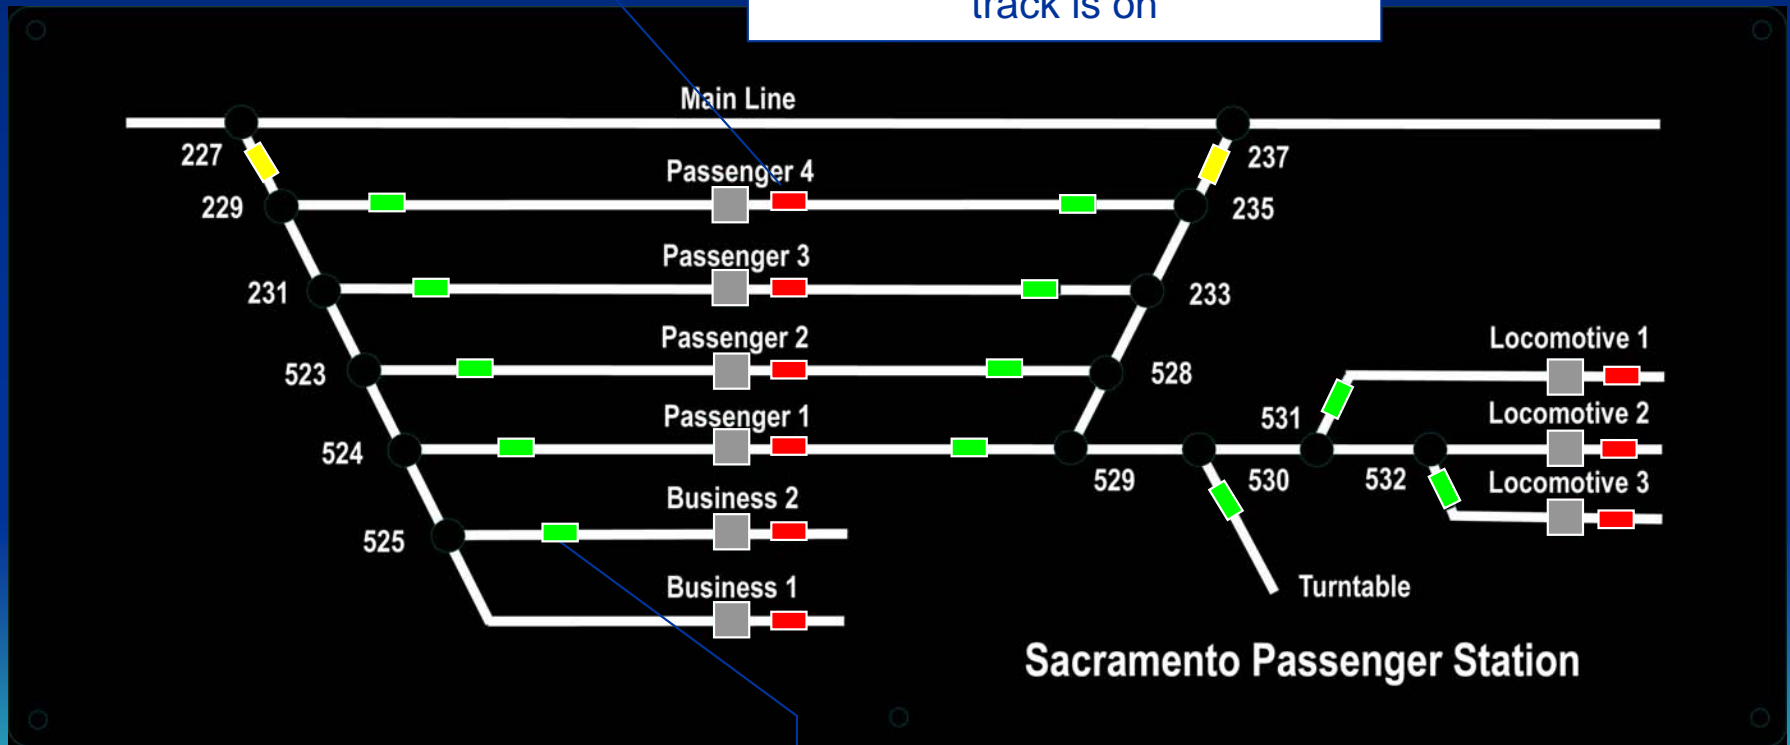 track is on
Main Line
227
237
Passenger 4
229
235
Passenger 3
231
233
Passenger 2
Locomotive 1
523
528
Passenger 1
531
Locomotive 2
524
529
530
532
Locomotive 3
Business 2
525
Business 1
Turntable
Sacramento Passenger Station